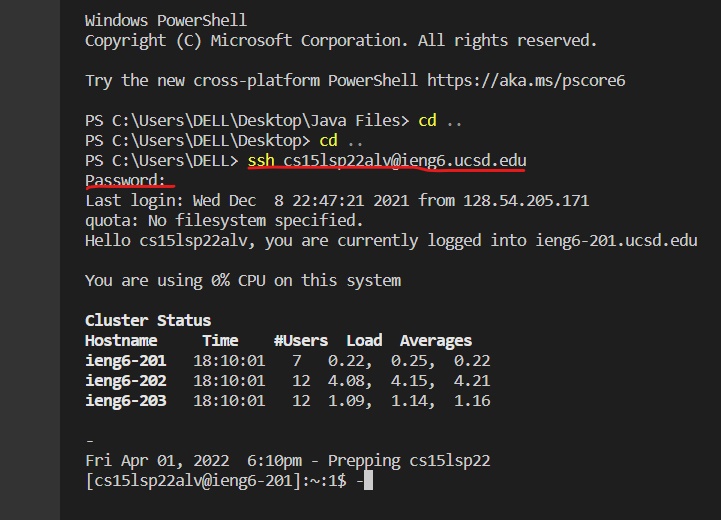 Windows PowerShell
Copyright (C) Microsoft Corporation. All rights reserved.
Try the new cross-platform PowerShell https://aka.ms/pscore6
PS C:\Users\DELL\Desktop\Java Files> cd ..
PS C:\Users\DELL\Desktop> cd ..
PS C:\Users\DELL> ssh cs15lsp22alv@ieng6.ucsd.edu
Password:
Last login: Wed Dec  8 22:47:21 2021 from 128.54.205.171
quota: No filesystem specified.
Hello cs15lsp22alv, you are currently logged into ieng6-201.ucsd.edu
You are using 0% CPU on this system
Cluster Status
Hostname     Time    #Users  Load  Averages
ieng6-201   18:10:01   7   0.22,  0.25,  0.22
ieng6-202   18:10:01   12  4.08,  4.15,  4.21
ieng6-203   18:10:01   12  1.09,  1.14,  1.16
-
Fri Apr 01, 2022  6:10pm - Prepping cs15lsp22
[cs15lsp22alv@ieng6-201]:~:1$ -